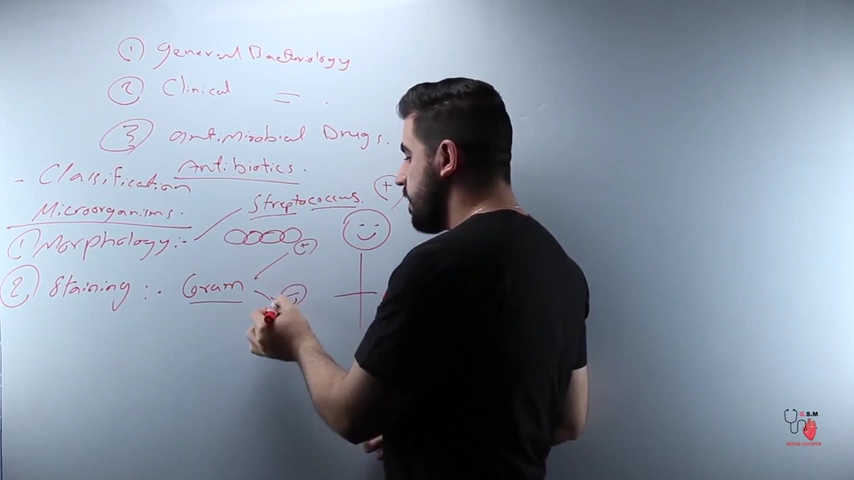 ① General Bacteriology
② Clinical = .
③ Antimicrobial Drugs.
Antibiotics.
- Classification
Microorganisms.
Streptococcus.
① Morphology:-
② Staining :- Gram
+
+
-
B.S.M